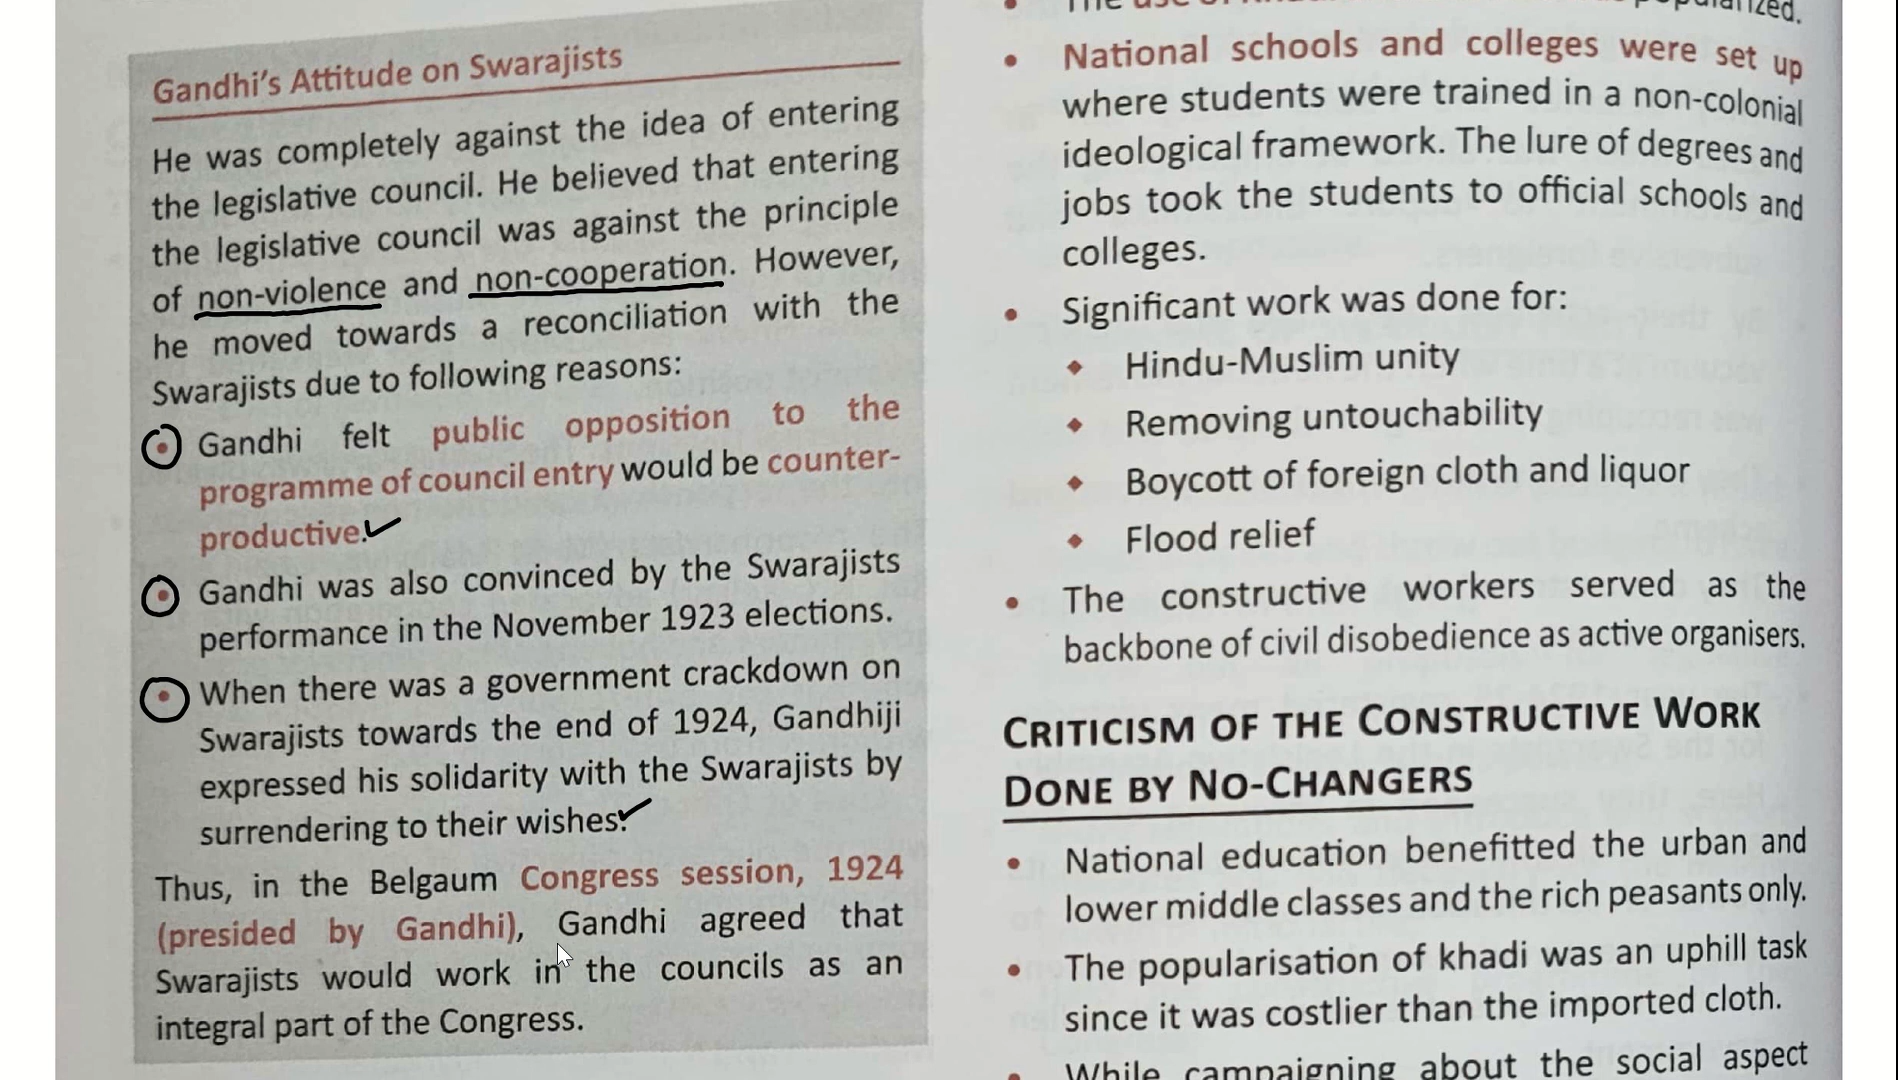 Gandhi's Attitude on Swarajists
He was completely against the idea of entering
the legislative council. He believed that entering
the legislative council was against the principle
of non-violence and non-cooperation. However,
he moved towards a reconciliation with the
Swarajists due to following reasons:
• Gandhi felt public opposition to the
programme of council entry would be counter-
productive.
• Gandhi was also convinced by the Swarajists
performance in the November 1923 elections.
• When there was a government crackdown on
Swarajists towards the end of 1924, Gandhiji
expressed his solidarity with the Swarajists by
surrendering to their wishes.
Thus, in the Belgaum Congress session, 1924
(presided by Gandhi), Gandhi agreed that
Swarajists would work in the councils as an
integral part of the Congress.
• The use of
• National schools and colleges were set up
where students were trained in a non-colonial
ideological framework. The lure of degrees and
jobs took the students to official schools and
colleges.
• Significant work was done for:
◆ Hindu-Muslim unity
◆ Removing untouchability
◆ Boycott of foreign cloth and liquor
◆ Flood relief
• The constructive workers served as the
backbone of civil disobedience as active organisers.
CRITICISM OF THE CONSTRUCTIVE WORK
DONE BY NO-CHANGERS
• National education benefitted the urban and
lower middle classes and the rich peasants only.
• The popularisation of khadi was an uphill task
since it was costlier than the imported cloth.
• While campaigning about the social aspect